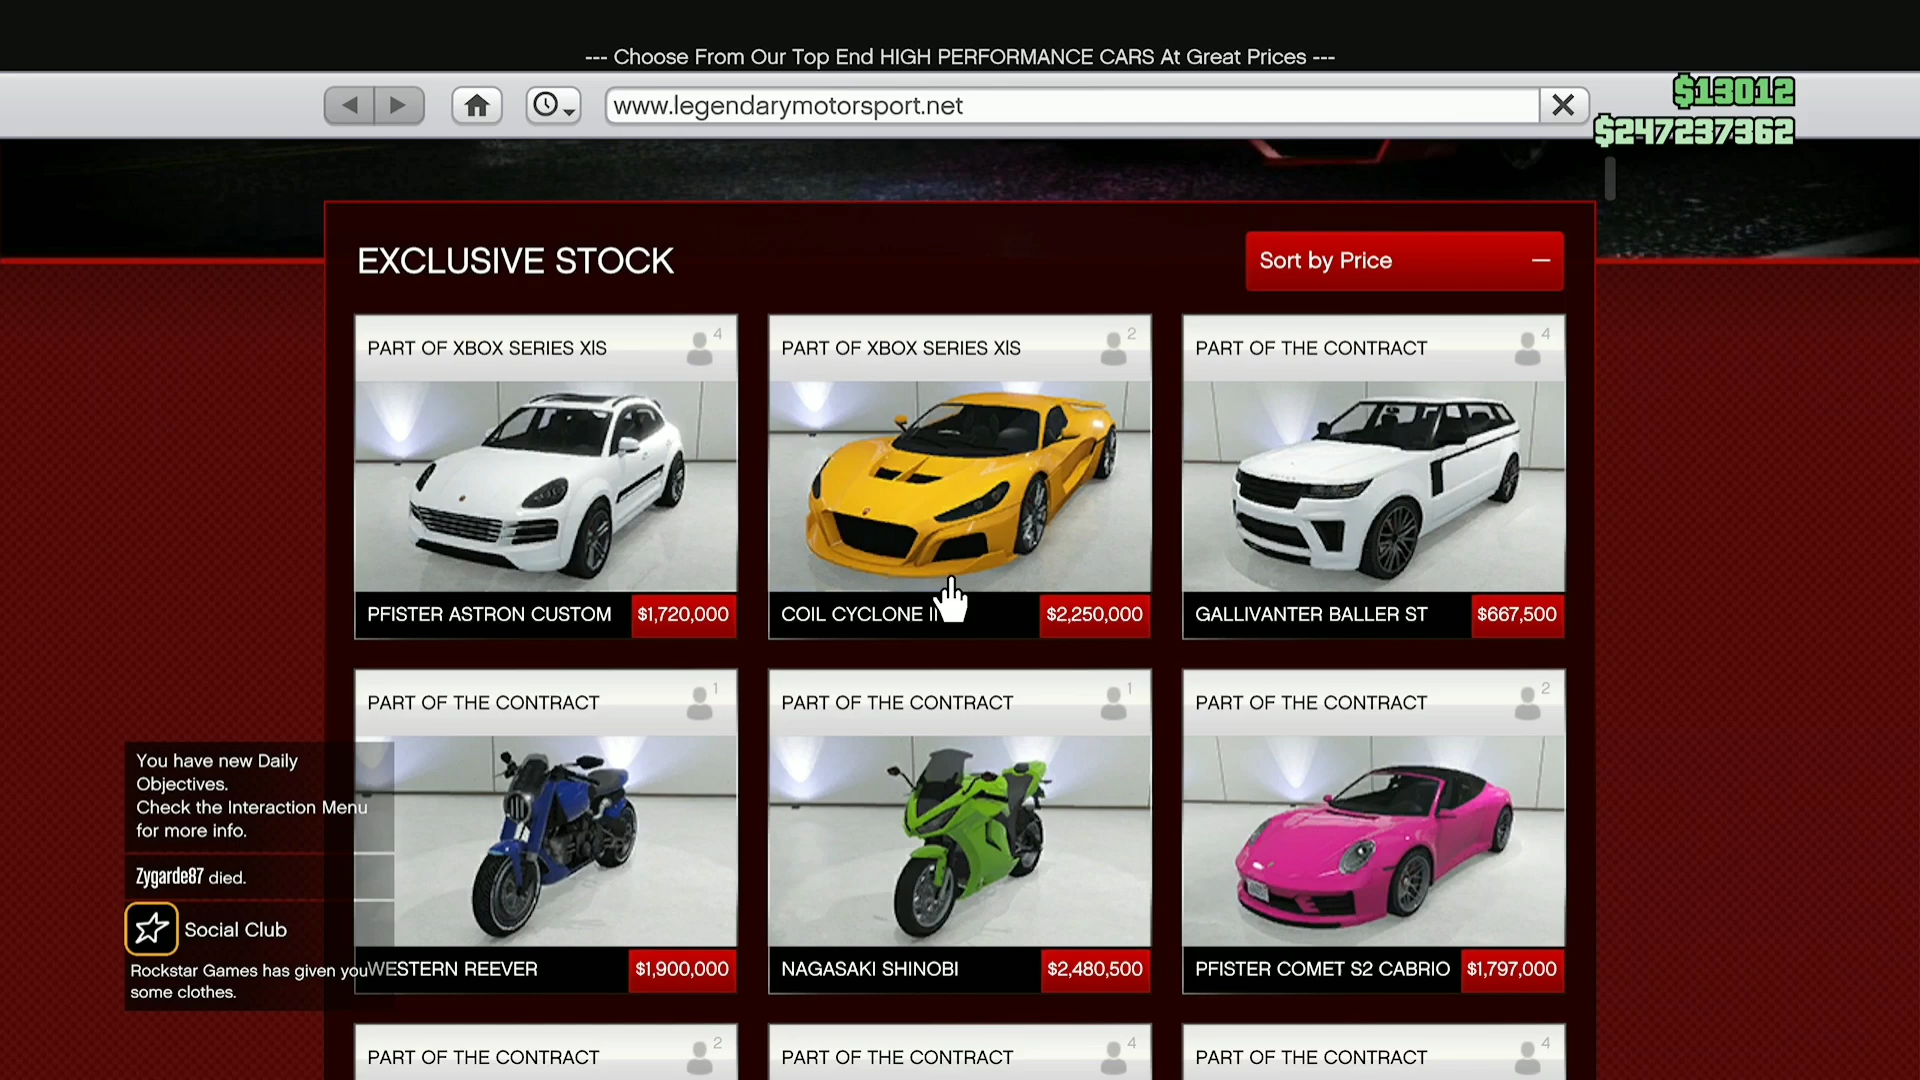 --- Choose From Our Top End HIGH PERFORMANCE CARS At Great Prices ---
www.legendarymotorsport.net
$13012
$247237362
EXCLUSIVE STOCK
Sort by Price
PART OF XBOX SERIES X|S
4
PART OF XBOX SERIES X|S
2
PART OF THE CONTRACT
4
PFISTER ASTRON CUSTOM
$1,720,000
COIL CYCLONE II
$2,250,000
GALLIVANTER BALLER ST
$667,500
PART OF THE CONTRACT
1
PART OF THE CONTRACT
1
PART OF THE CONTRACT
2
WESTERN REEVER
$1,900,000
NAGASAKI SHINOBI
$2,480,500
PFISTER COMET S2 CABRIO
$1,797,000
You have new Daily
Objectives.
Check the Interaction Menu
for more info.
Zygarde87 died.
Social Club
Rockstar Games has given you
some clothes.
PART OF THE CONTRACT
2
PART OF THE CONTRACT
4
PART OF THE CONTRACT
4